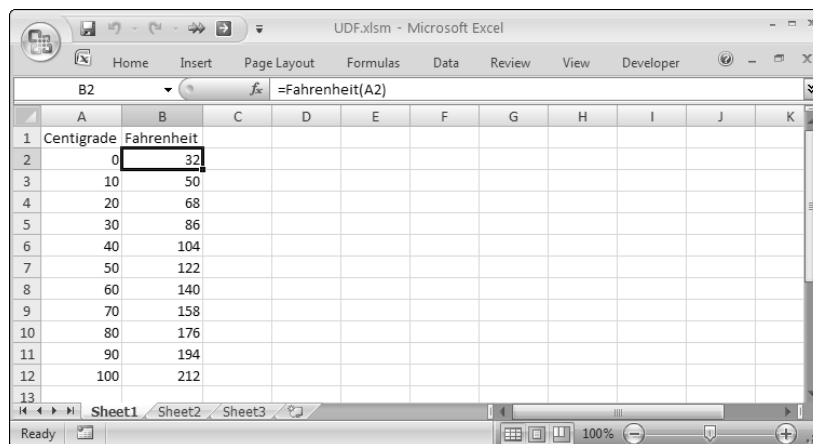 UDF.xlsm - Microsoft Excel
Home Insert Page Layout Formulas Data Review View Developer
B2 fx =Fahrenheit(A2)
A B C D E F G H I J K
1 Centigrade Fahrenheit
2 0 32
3 10 50
4 20 68
5 30 86
6 40 104
7 50 122
8 60 140
9 70 158
10 80 176
11 90 194
12 100 212
13
Sheet1 Sheet2 Sheet3
Ready 100%